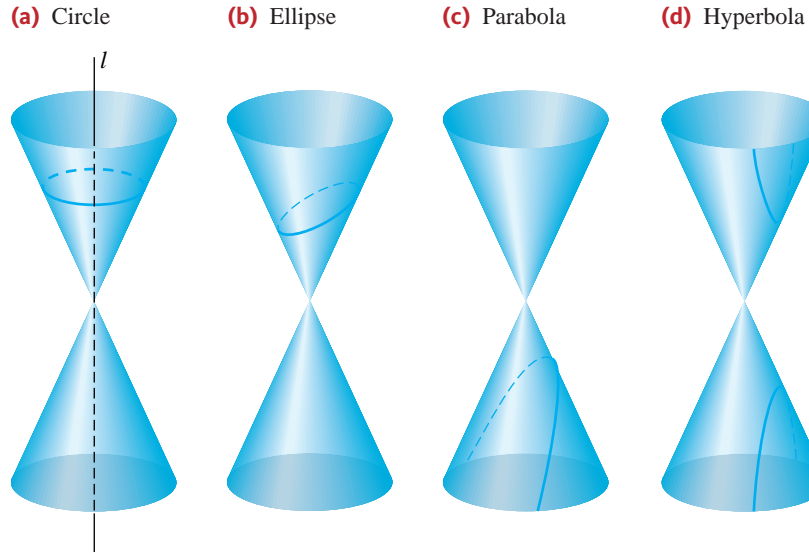 (a) Circle
(b) Ellipse
(c) Parabola
(d) Hyperbola
l